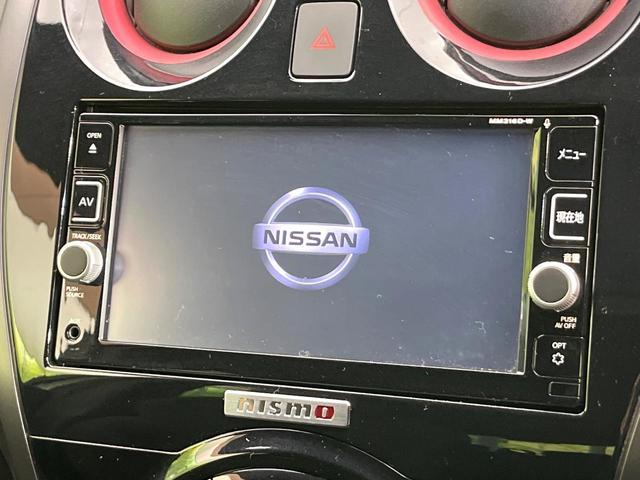 MM316D-W
OPEN
メニュー
AV
現在地
TRACK/SEEK
音量
NISSAN
PUSH
SOURCE
PUSH
AV OFF
AUX
OPT
nismo